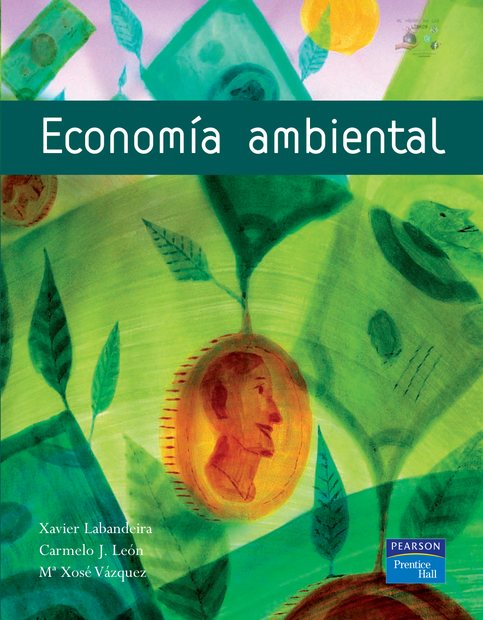 Economía ambiental
Xavier Labandeira
Carmelo J. León
Mª Xosé Vázquez
PEARSON
Prentice
Hall